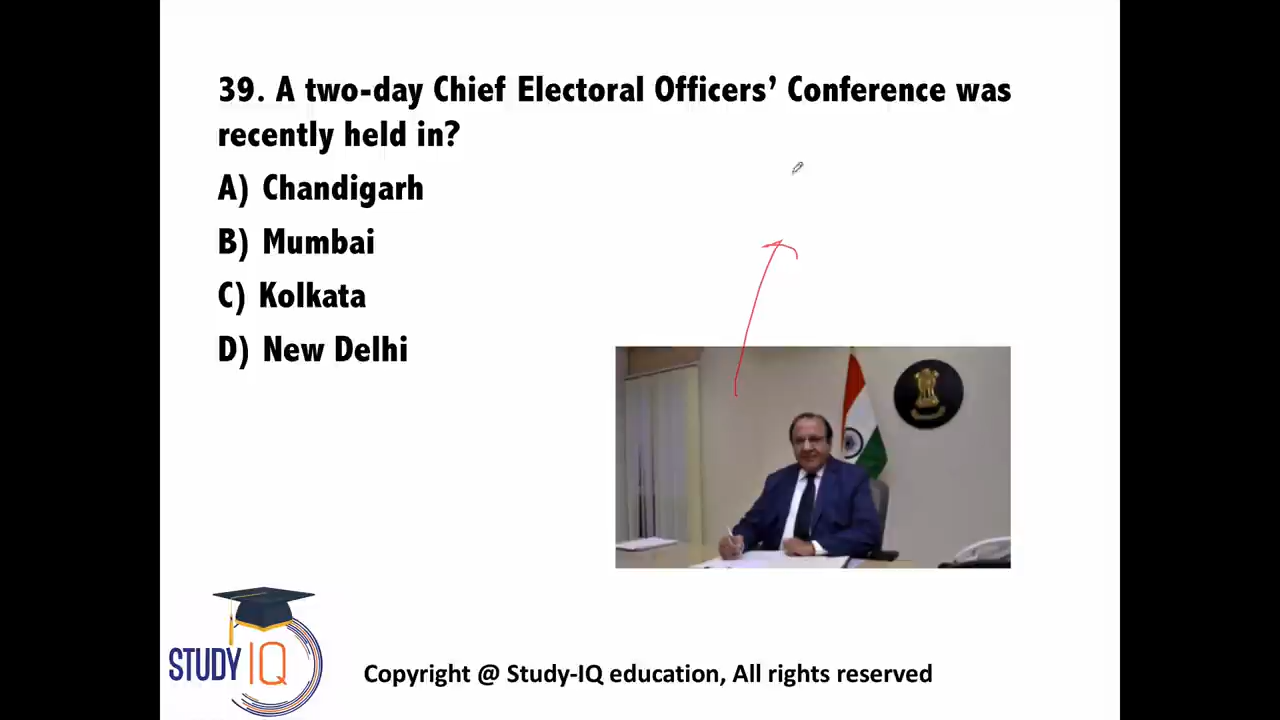 39. A two-day Chief Electoral Officers’ Conference was
recently held in?
A) Chandigarh
B) Mumbai
C) Kolkata
D) New Delhi
STUDY IQ
Copyright @ Study-IQ education, All rights reserved